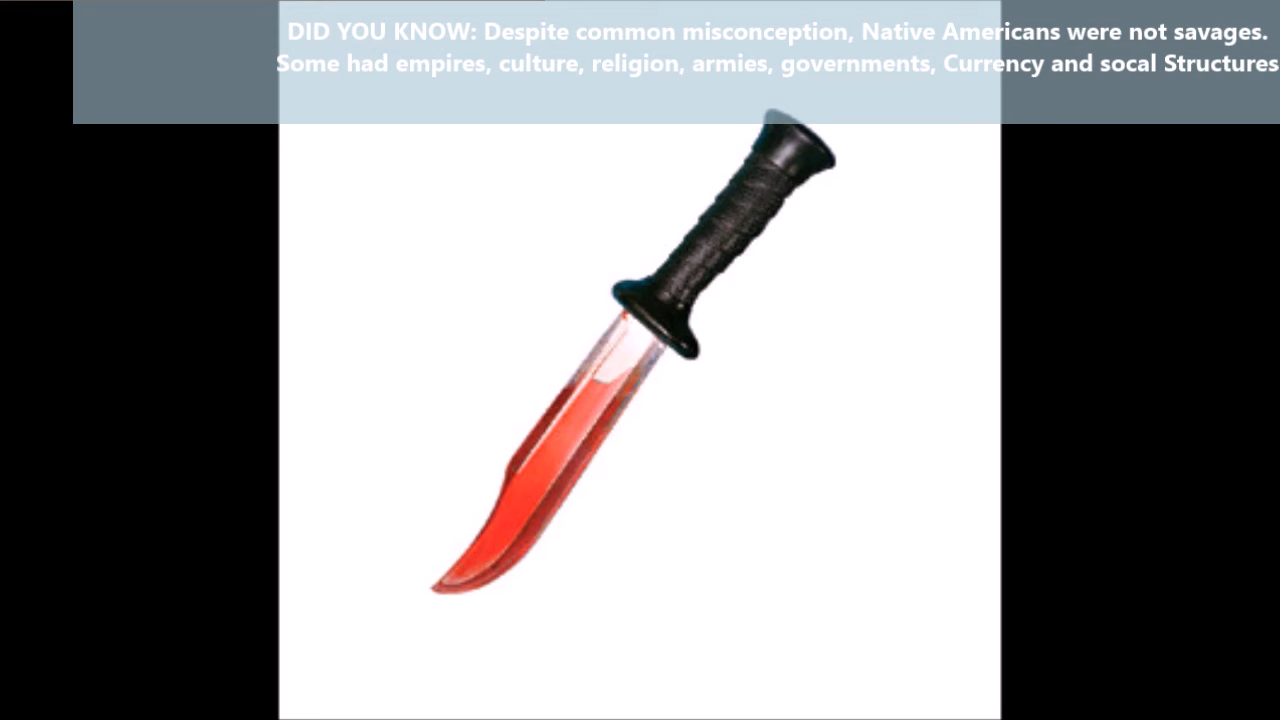 DID YOU KNOW: Despite common misconception, Native Americans were not savages.
Some had empires, culture, religion, armies, governments, Currency and socal Structures